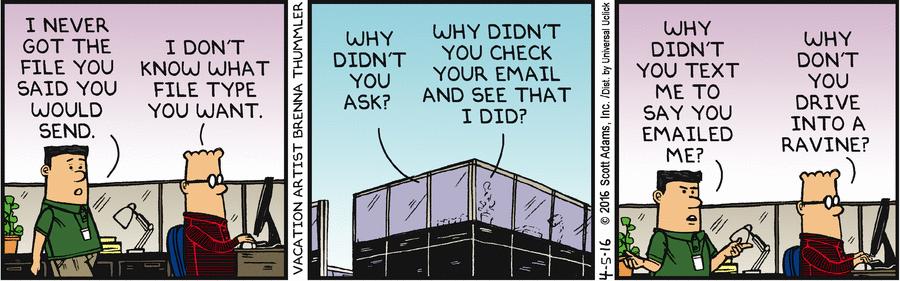 I NEVER
GOT THE
FILE YOU
SAID YOU
WOULD
SEND.
I DON'T
KNOW WHAT
FILE TYPE
YOU WANT.
VACATION ARTIST BRENNA THUMMLER
WHY
DIDN'T
YOU
ASK?
WHY DIDN'T
YOU CHECK
YOUR EMAIL
AND SEE THAT
I DID?
4-5-16 © 2016 Scott Adams, Inc. /Dist. by Universal Uclick
WHY
DIDN'T
YOU TEXT
ME TO
SAY YOU
EMAILED
ME?
WHY
DON'T
YOU
DRIVE
INTO A
RAVINE?